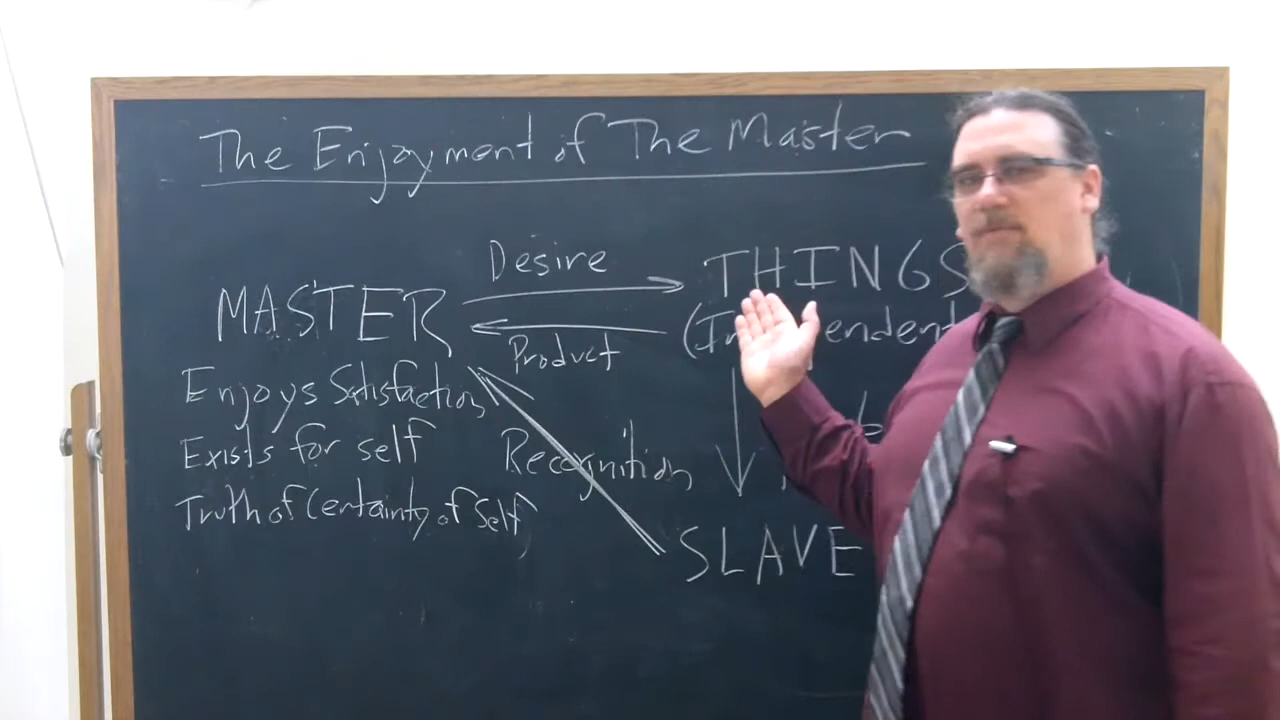 The Enjoyment of The Master
Desire
THINGS
MASTER
Product
Enjoys Satisfaction
Exists for self
Recognition
Truth of Certainty of Self
SLAVE